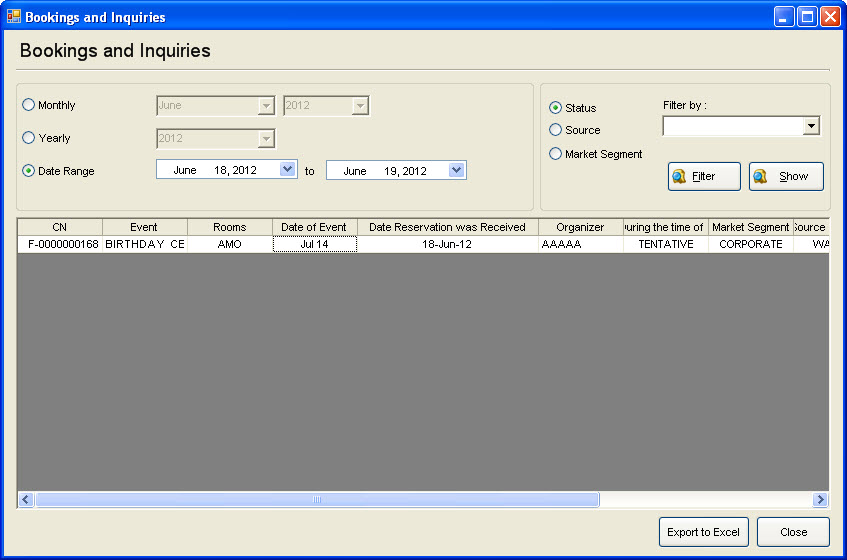 Bookings and Inquiries
Bookings and Inquiries
Monthly June 2012
Yearly 2012
Date Range June 18, 2012 to June 19, 2012
Status Filter by :
Source
Market Segment
Filter Show
CN Event Rooms Date of Event Date Reservation was Received Organizer uring the time of Market Segment Source
F-0000000168 BIRTHDAY CE AMO Jul 14 18-Jun-12 AAAAA TENTATIVE CORPORATE WA
Export to Excel Close